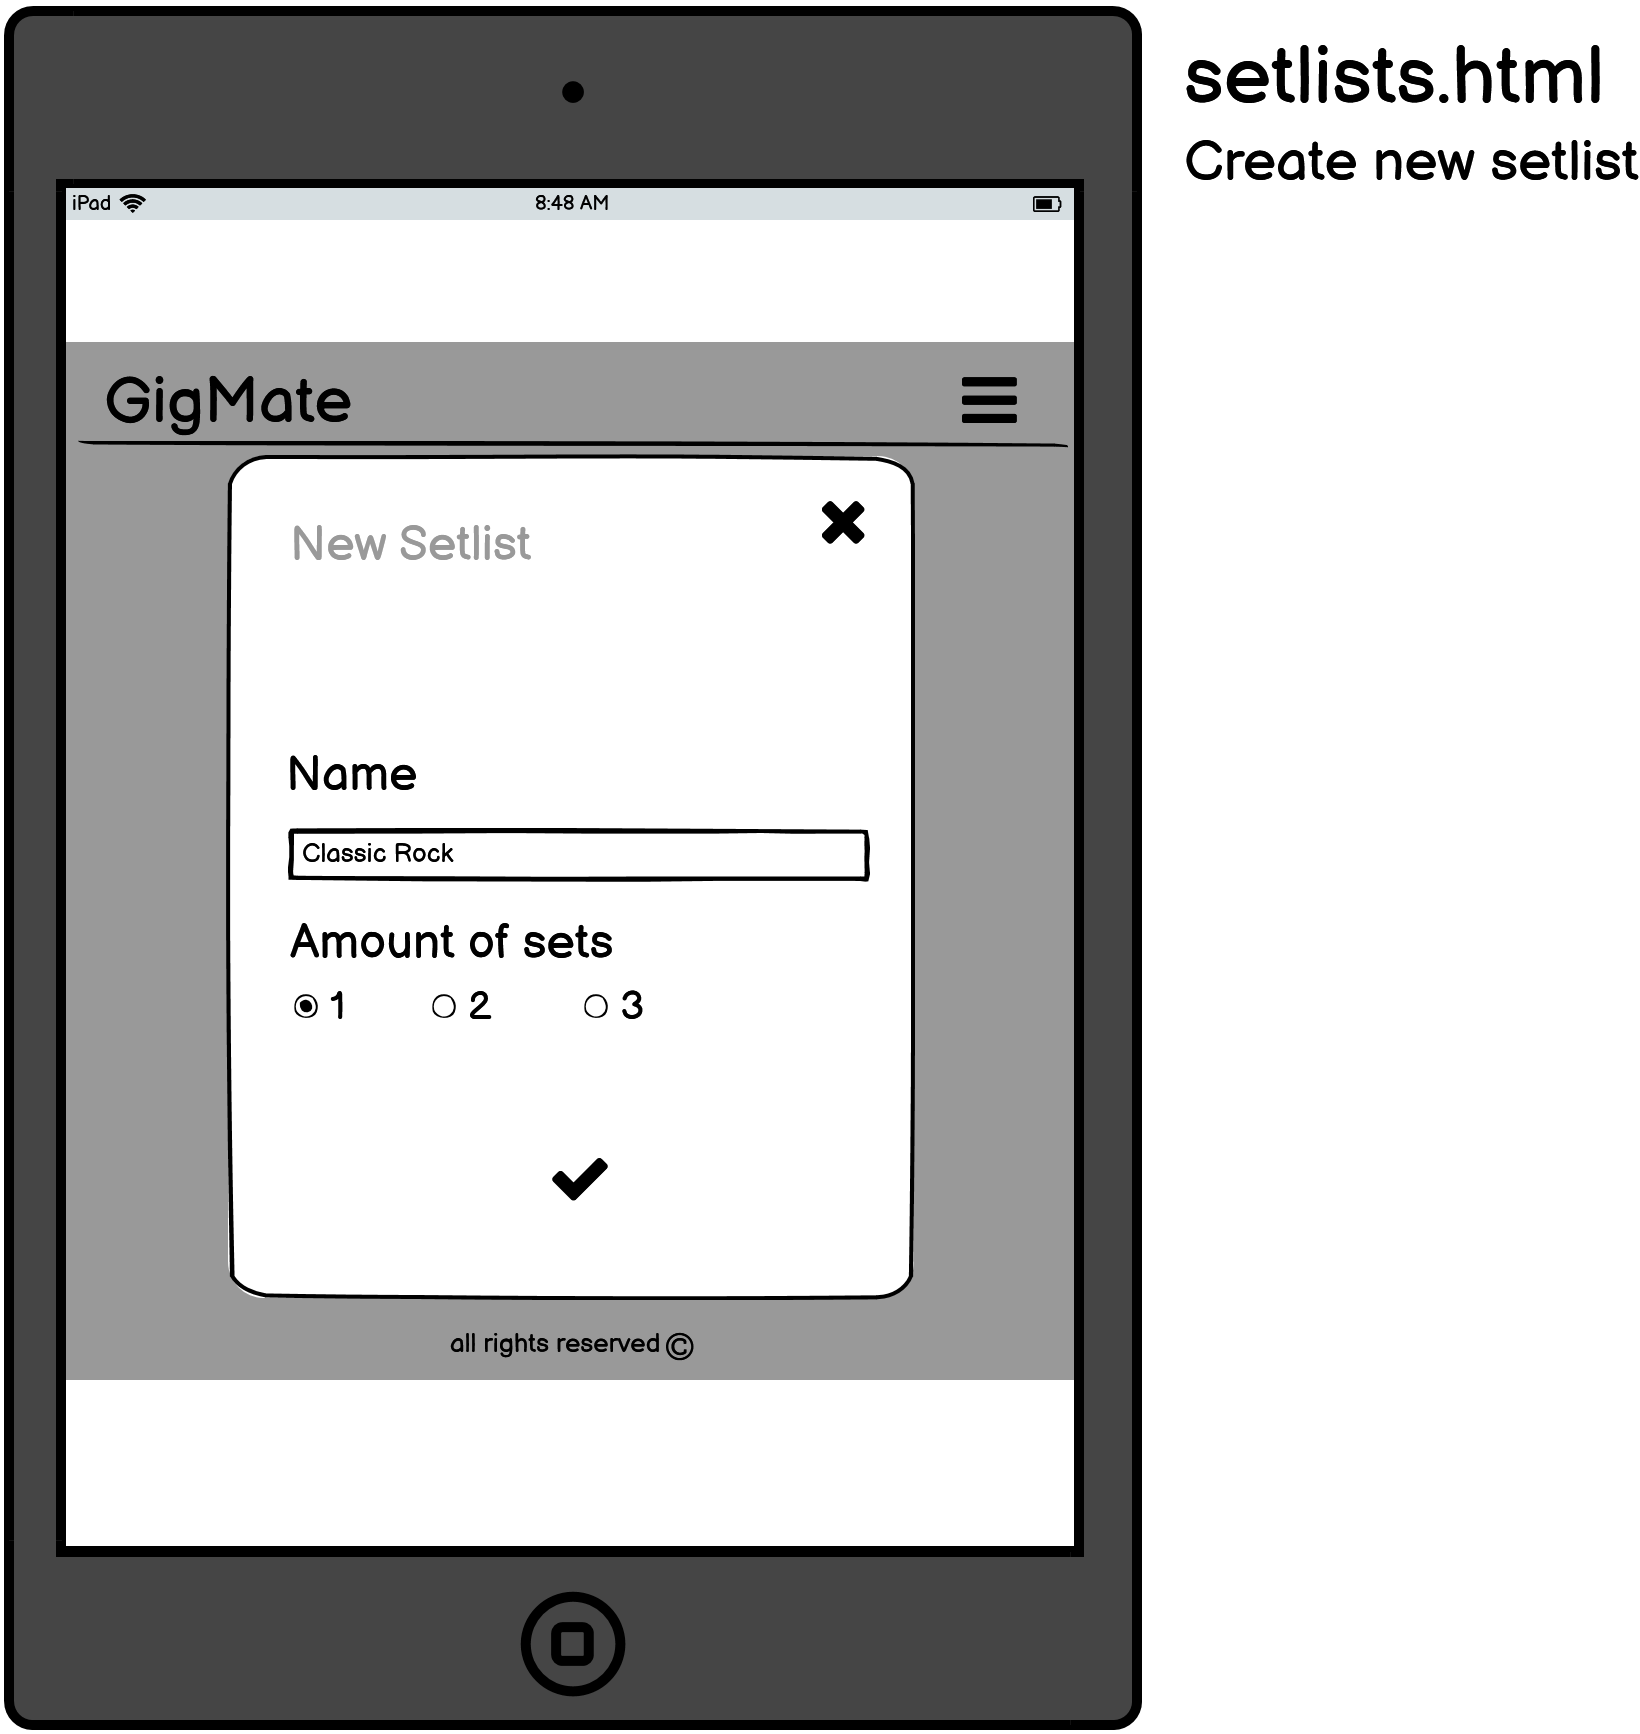 setlists.html
Create new setlist
iPad 8:48 AM
GigMate
New Setlist
Name
Classic Rock
Amount of sets
1 2 3
all rights reserved ©